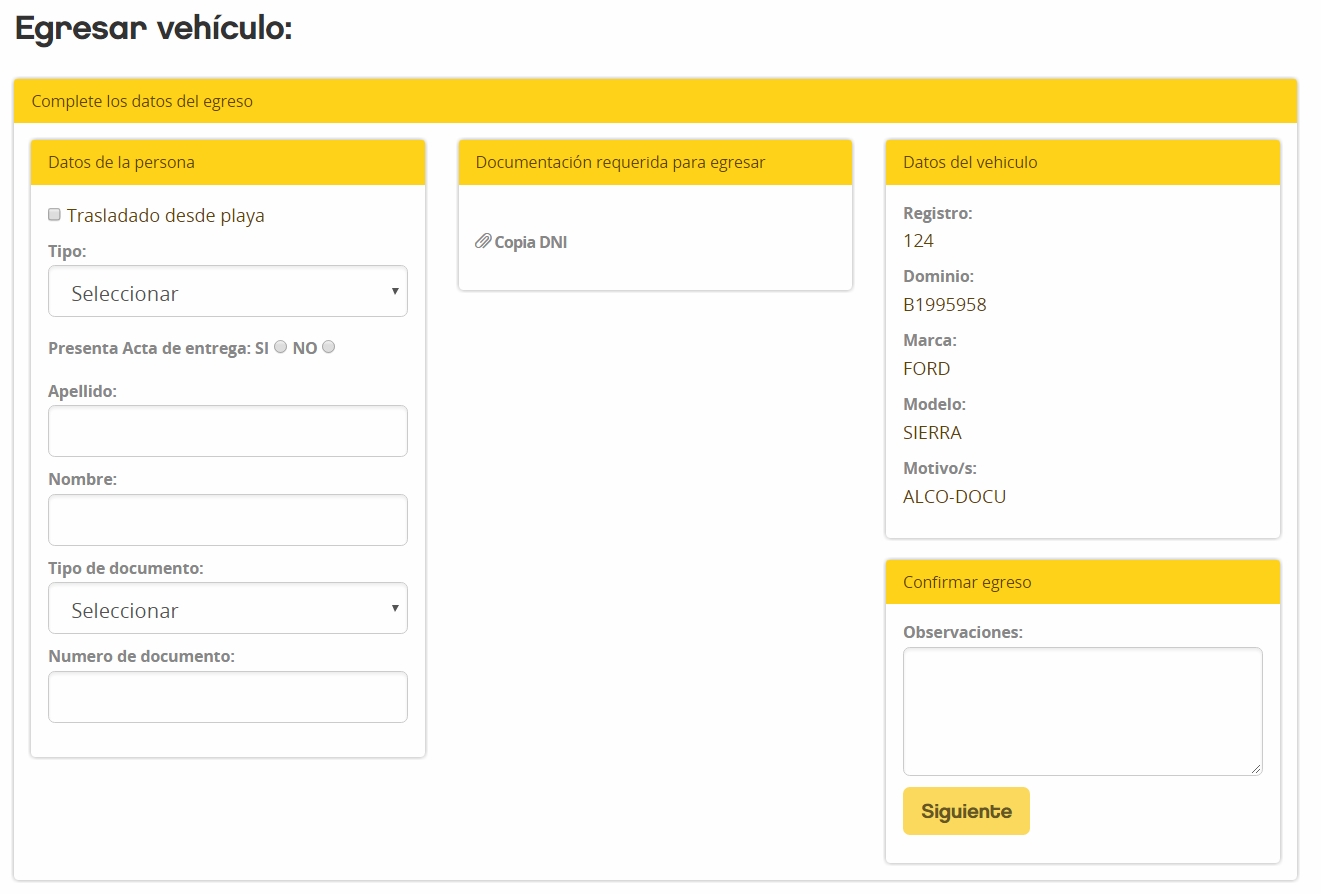 Egresar vehículo:
Complete los datos del egreso
Datos de la persona
Trasladado desde playa
Tipo:
Seleccionar
Presenta Acta de entrega: SI NO
Apellido:
Nombre:
Tipo de documento:
Seleccionar
Numero de documento:
Documentación requerida para egresar
Copia DNI
Datos del vehiculo
Registro:
124
Dominio:
B1995958
Marca:
FORD
Modelo:
SIERRA
Motivo/s:
ALCO-DOCU
Confirmar egreso
Observaciones:
Siguiente